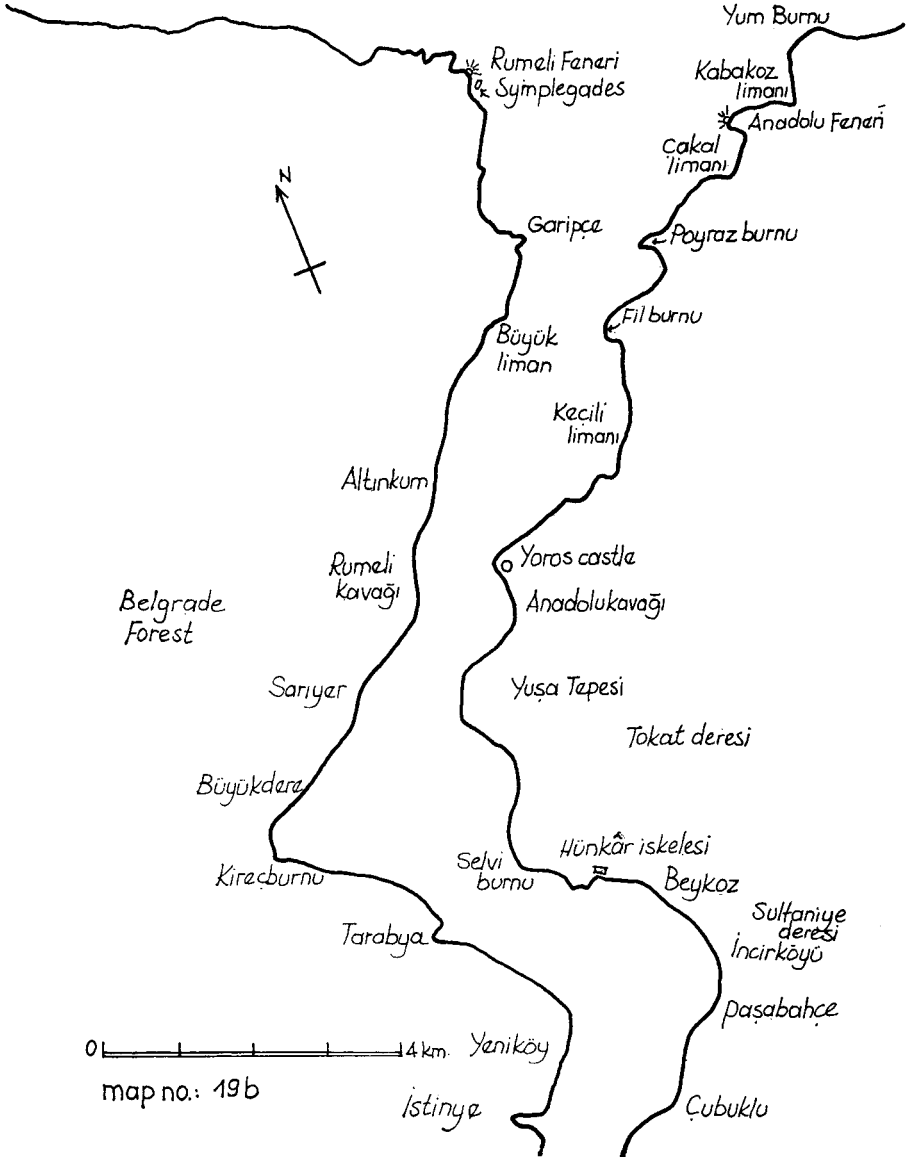 Yum Burnu
Rumeli Feneri
Symplegades
Kabakoz
limanı
Anadolu Feneri
Çakal
limanı
N
Garipçe
Poyraz burnu
Fil burnu
Büyük
liman
Keçili
limanı
Altınkum
Yoros castle
Rumeli
kavağı
Anadolukavağı
Belgrade
Forest
Sarıyer
Yuşa Tepesi
Tokat deresi
Büyükdere
Hünkâr iskelesi
Selvi
burnu
Kireçburnu
Beykoz
Sultaniye
deresi
İncirköyü
Tarabya
Paşabahçe
0 4 km.
Yeniköy
map no.: 19b
İstinye
Çubuklu